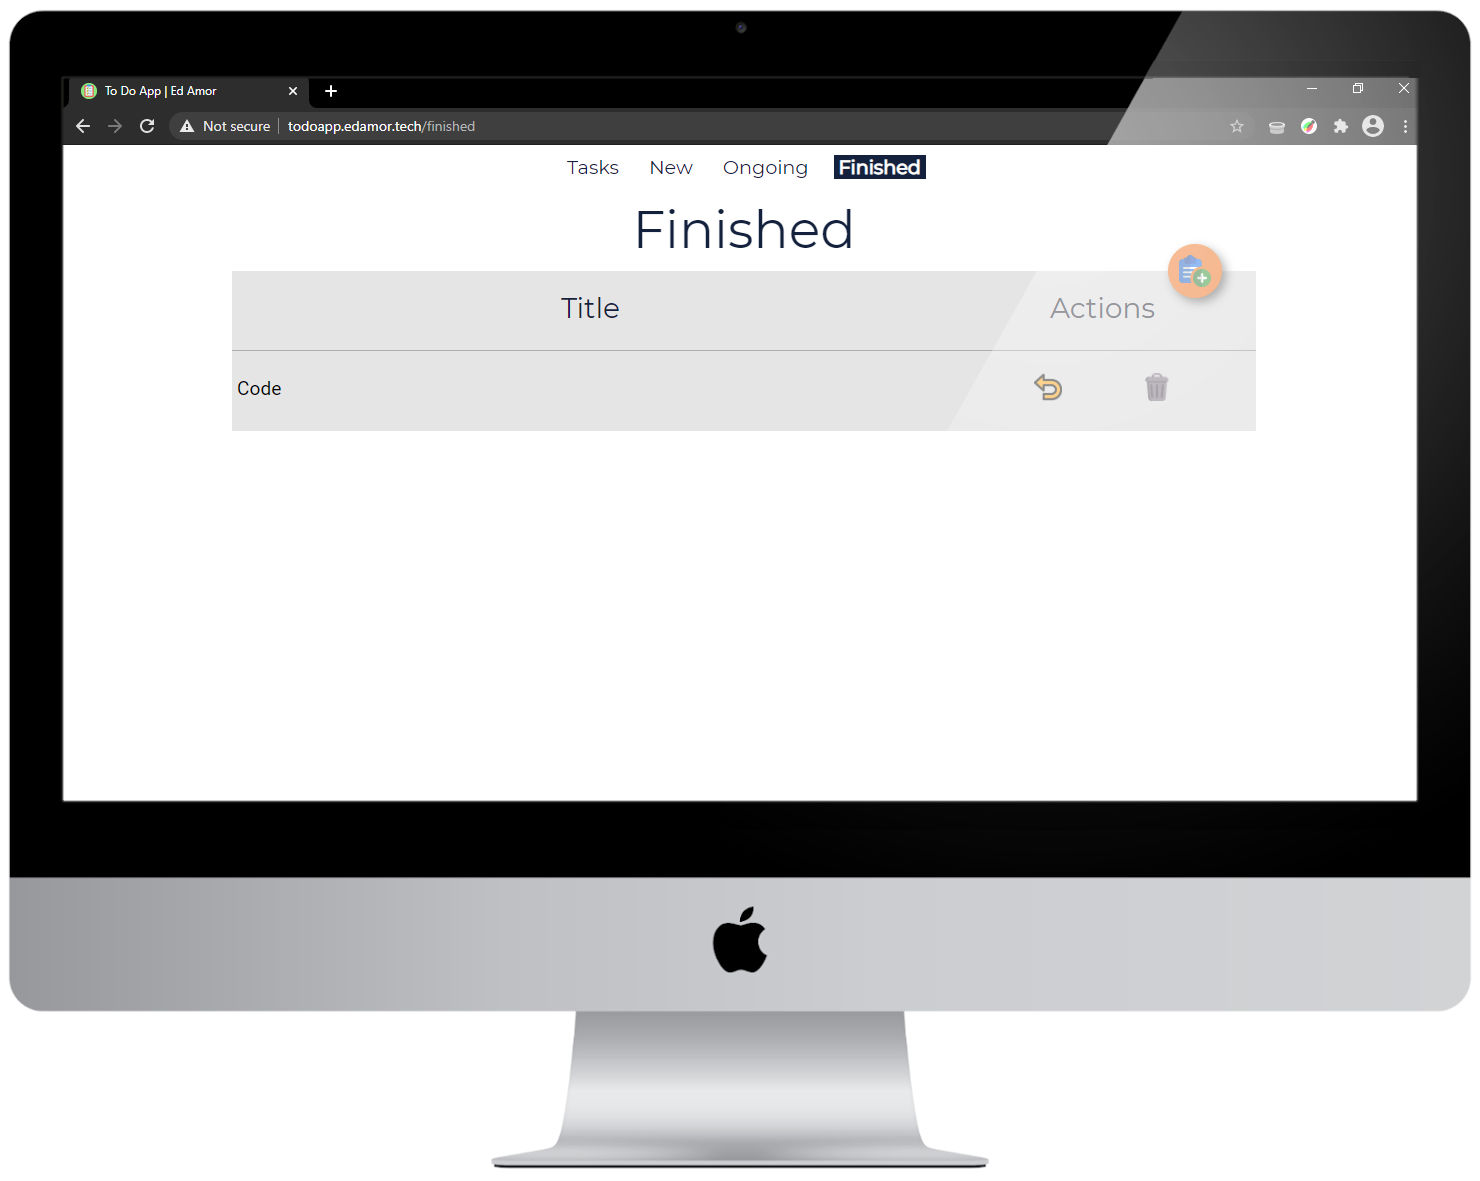 To Do App | Ed Amor
Not secure todoapp.edamor.tech/finished
Tasks New Ongoing Finished
Finished
Title Actions
Code